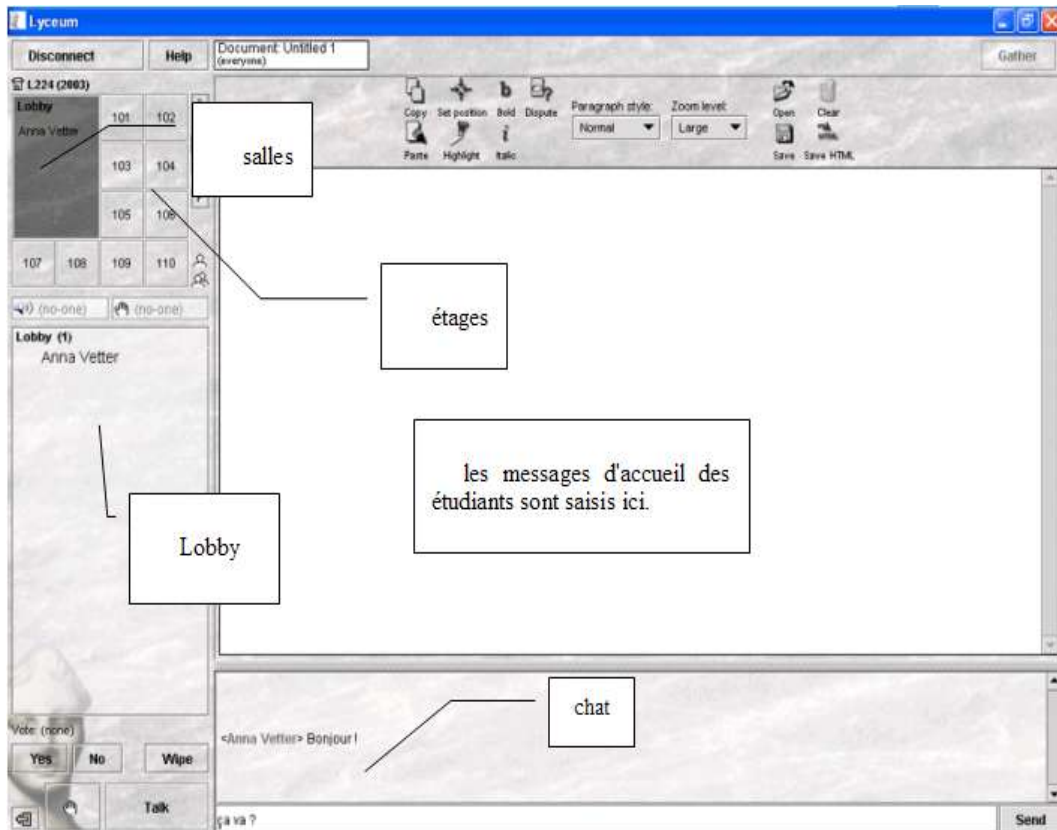 Lyceum
Disconnect
Help
Document: Untitled 1
(everyone)
Gather
L224 (2003)
Lobby
Anna Vetter
101
102
103
104
105
106
107
108
109
110
salles
Copy
Set position
Bold
Dispute
Paragraph style:
Zoom level:
Normal
Large
Open
Clear
Paste
Highlight
Italic
Save
Save HTML
étages
(no-one)
(no-one)
Lobby (1)
Anna Vetter
les messages d'accueil des
étudiants sont saisis ici.
Lobby
chat
<Anna Vetter> Bonjour !
Vote: (none)
Yes
No
Wipe
Talk
ça va ?
Send